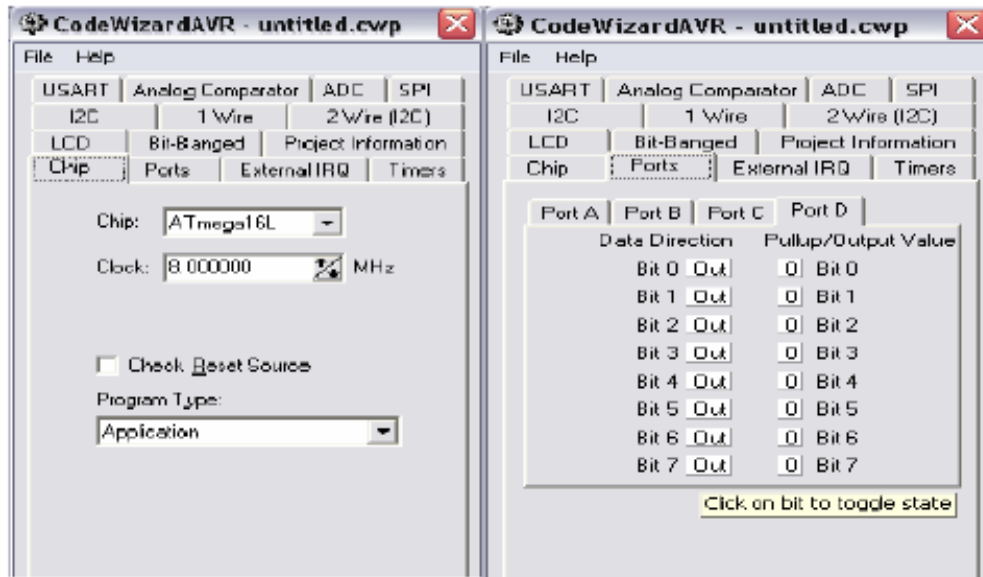 CodeWizardAVR - untitled.cwp
File Help
USART Analog Comparator ADC SPI
I2C 1 Wire 2 Wire (I2C)
LCD Bit-Banged Project Information
Chip Ports External IRQ Timers
Chip: ATmega16L
Clock: 8.000000 MHz
Check Reset Source
Program Type:
Application
CodeWizardAVR - untitled.cwp
File Help
USART Analog Comparator ADC SPI
I2C 1 Wire 2 Wire (I2C)
LCD Bit-Banged Project Information
Chip Ports External IRQ Timers
Port A Port B Port C Port D
Data Direction Pullup/Output Value
Bit 0 Out 0 Bit 0
Bit 1 Out 0 Bit 1
Bit 2 Out 0 Bit 2
Bit 3 Out 0 Bit 3
Bit 4 Out 0 Bit 4
Bit 5 Out 0 Bit 5
Bit 6 Out 0 Bit 6
Bit 7 Out 0 Bit 7
Click on bit to toggle state